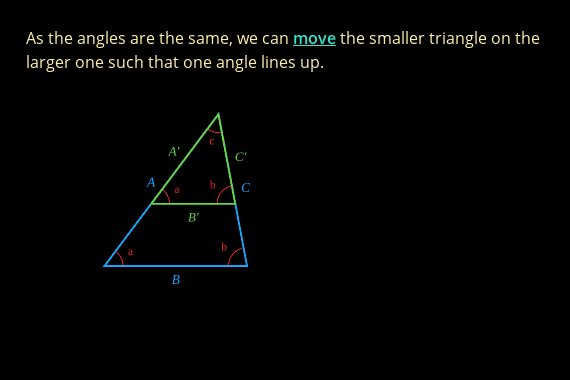 As the angles are the same, we can move the smaller triangle on the
larger one such that one angle lines up.
c
A'
C'
A
a
b
C
B'
a
b
B